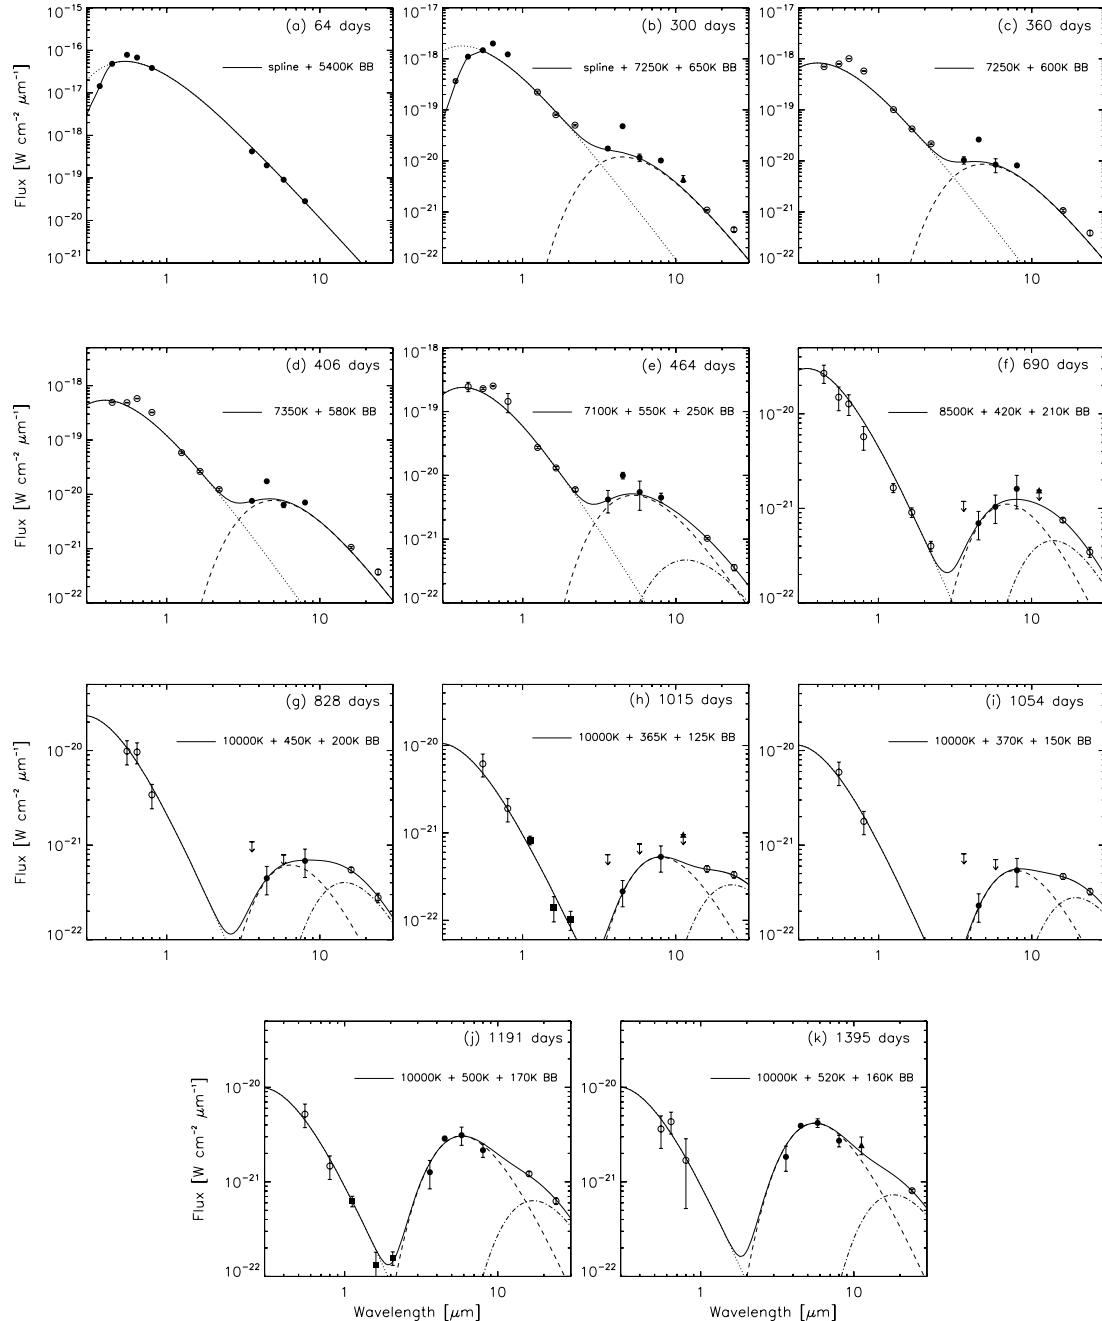 (a) 64 days
spline + 5400K BB
(b) 300 days
spline + 7250K + 650K BB
(c) 360 days
7250K + 600K BB
Flux [W cm⁻² μm⁻¹]
10⁻¹⁵
10⁻¹⁶
10⁻¹⁷
10⁻¹⁸
10⁻¹⁹
10⁻²⁰
10⁻²¹
10⁻¹⁷
10⁻¹⁸
10⁻¹⁹
10⁻²⁰
10⁻²¹
10⁻²²
10⁻¹⁷
10⁻¹⁸
10⁻¹⁹
10⁻²⁰
10⁻²¹
10⁻²²
1 10
1 10
1 10
(d) 406 days
7350K + 580K BB
(e) 464 days
7100K + 550K + 250K BB
(f) 690 days
8500K + 420K + 210K BB
Flux [W cm⁻² μm⁻¹]
10⁻¹⁸
10⁻¹⁹
10⁻²⁰
10⁻²¹
10⁻²²
10⁻¹⁸
10⁻¹⁹
10⁻²⁰
10⁻²¹
10⁻²²
10⁻²⁰
10⁻²¹
10⁻²²
1 10
1 10
1 10
(g) 828 days
10000K + 450K + 200K BB
(h) 1015 days
10000K + 365K + 125K BB
(i) 1054 days
10000K + 370K + 150K BB
Flux [W cm⁻² μm⁻¹]
10⁻²⁰
10⁻²¹
10⁻²²
10⁻²⁰
10⁻²¹
10⁻²²
10⁻²⁰
10⁻²¹
10⁻²²
1 10
1 10
1 10
(j) 1191 days
10000K + 500K + 170K BB
(k) 1395 days
10000K + 520K + 160K BB
Flux [W cm⁻² μm⁻¹]
10⁻²⁰
10⁻²¹
10⁻²²
10⁻²⁰
10⁻²¹
10⁻²²
1 10
1 10
Wavelength [μm]
Wavelength [μm]